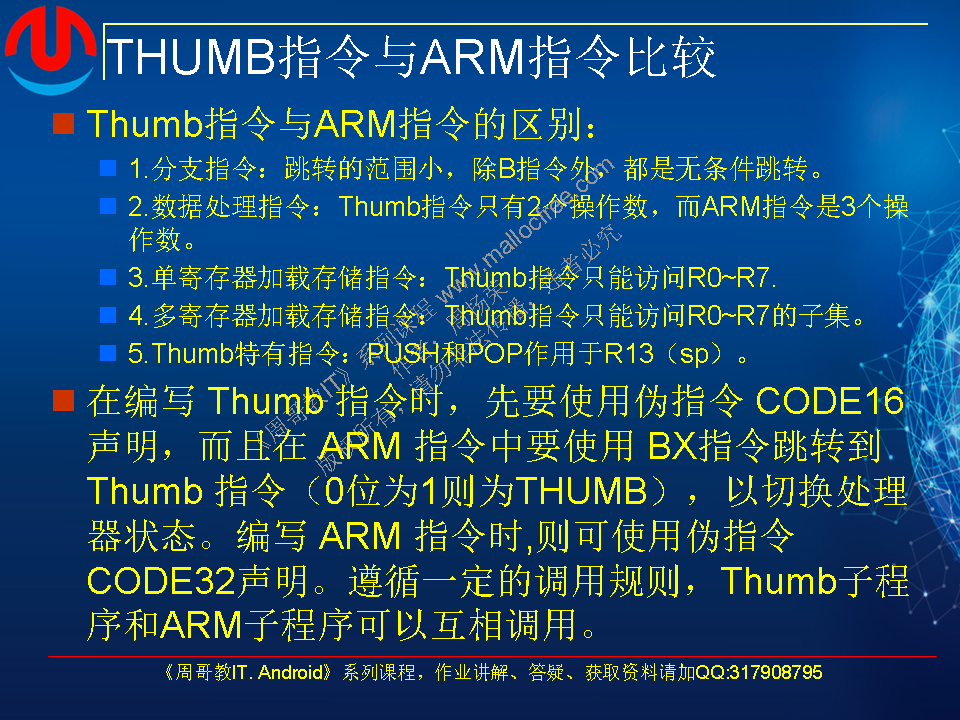 THUMB指令与ARM指令比较
Thumb指令与ARM指令的区别：
1.分支指令：跳转的范围小，除B指令外，都是无条件跳转。
2.数据处理指令：Thumb指令只有2个操作数，而ARM指令是3个操
作数。
3.单寄存器加载存储指令：Thumb指令只能访问R0~R7.
4.多寄存器加载存储指令：Thumb指令只能访问R0~R7的子集。
5.Thumb特有指令：PUSH和POP作用于R13（sp）。
在编写 Thumb 指令时，先要使用伪指令 CODE16
声明，而且在 ARM 指令中要使用 BX指令跳转到
Thumb 指令（0位为1则为THUMB），以切换处理
器状态。编写 ARM 指令时,则可使用伪指令
CODE32声明。遵循一定的调用规则，Thumb子程
序和ARM子程序可以互相调用。
《周哥教IT》系列课程 www.mallocfree.com
作者：周扬荣
版权所有，请勿非法传播，违者必究
《周哥教IT. Android》系列课程，作业讲解、答疑、获取资料请加QQ:317908795